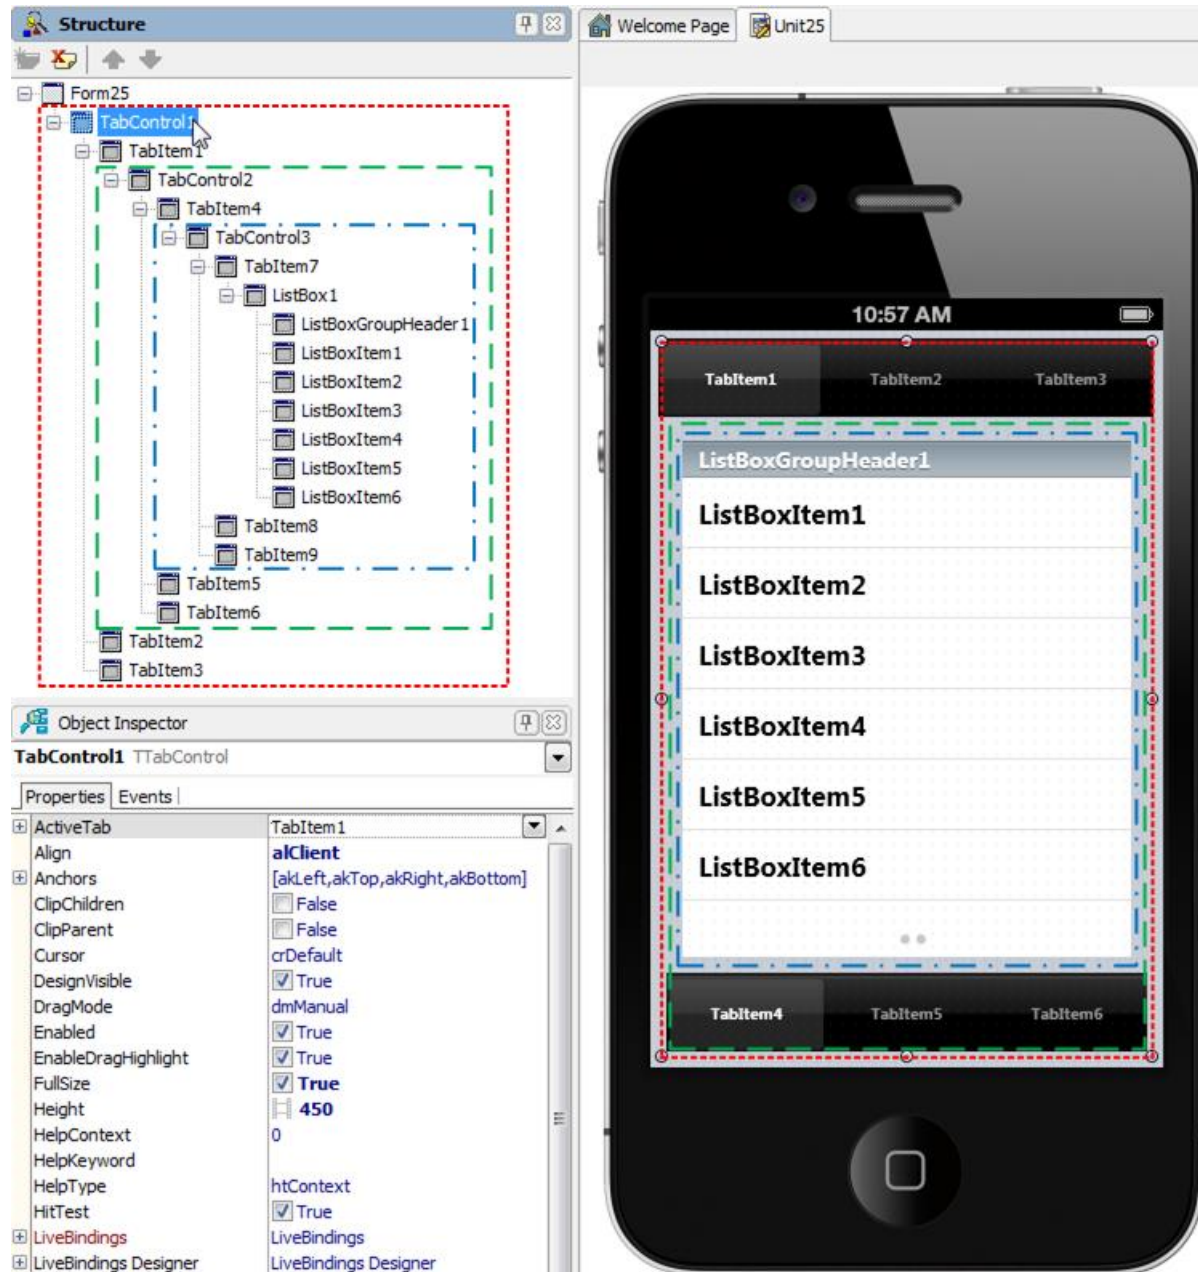 Structure
Form25
TabControl1
TabItem1
TabControl2
TabItem4
TabControl3
TabItem7
ListBox1
ListBoxGroupHeader1
ListBoxItem1
ListBoxItem2
ListBoxItem3
ListBoxItem4
ListBoxItem5
ListBoxItem6
TabItem8
TabItem9
TabItem5
TabItem6
TabItem2
TabItem3
Object Inspector
TabControl1 TTabControl
Properties Events
ActiveTab TabItem1
Align alClient
Anchors [akLeft,akTop,akRight,akBottom]
ClipChildren False
ClipParent False
Cursor crDefault
DesignVisible True
DragMode dmManual
Enabled True
EnableDragHighlight True
FullSize True
Height 450
HelpContext 0
HelpKeyword
HelpType htContext
HitTest True
LiveBindings LiveBindings
LiveBindings Designer LiveBindings Designer
Welcome Page Unit25
10:57 AM
TabItem1 TabItem2 TabItem3
ListBoxGroupHeader1
ListBoxItem1
ListBoxItem2
ListBoxItem3
ListBoxItem4
ListBoxItem5
ListBoxItem6
TabItem4 TabItem5 TabItem6